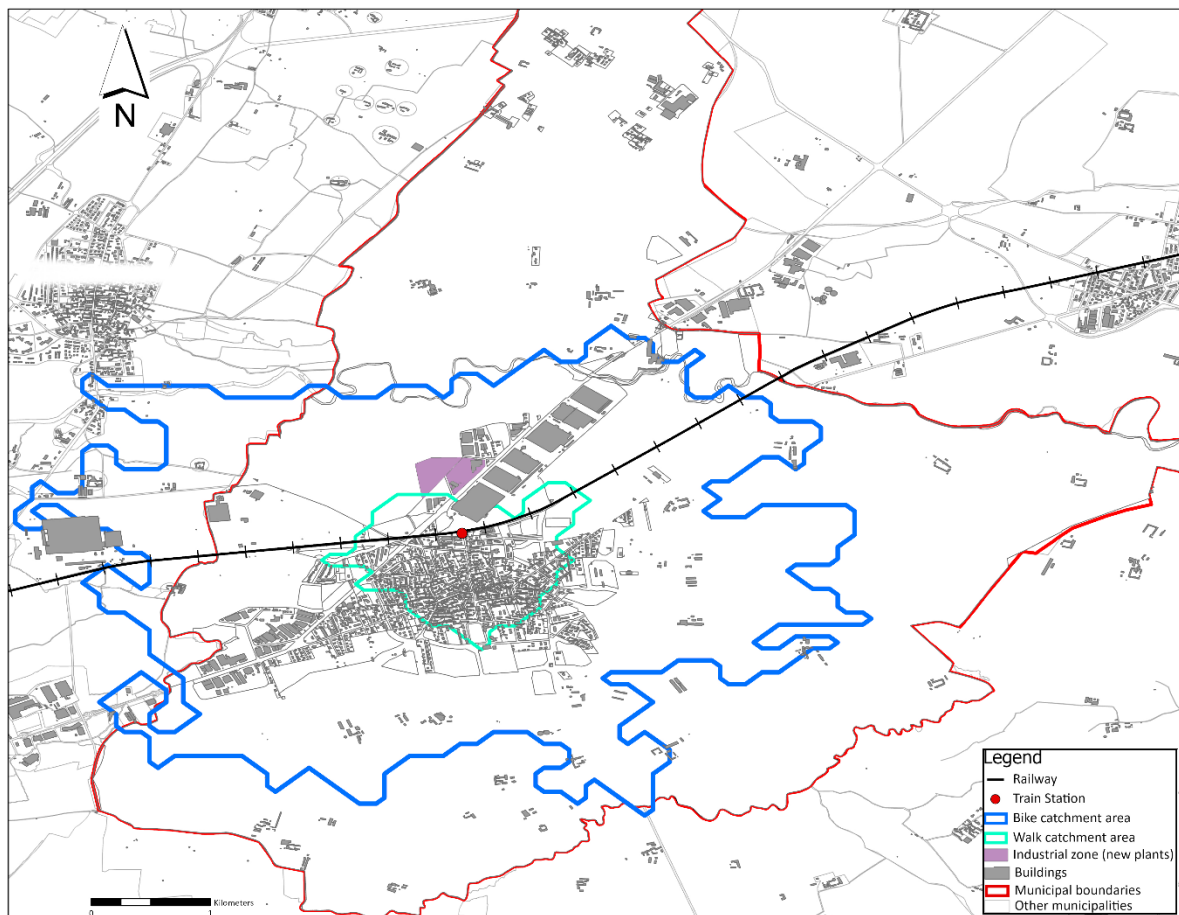 N
Legend
Railway
Train Station
Bike catchment area
Walk catchment area
Industrial zone (new plants)
Buildings
Municipal boundaries
Other municipalities
Kilometers
0 1